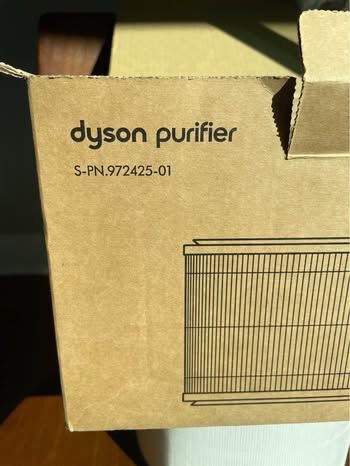 dyson purifier
S-PN.972425-01